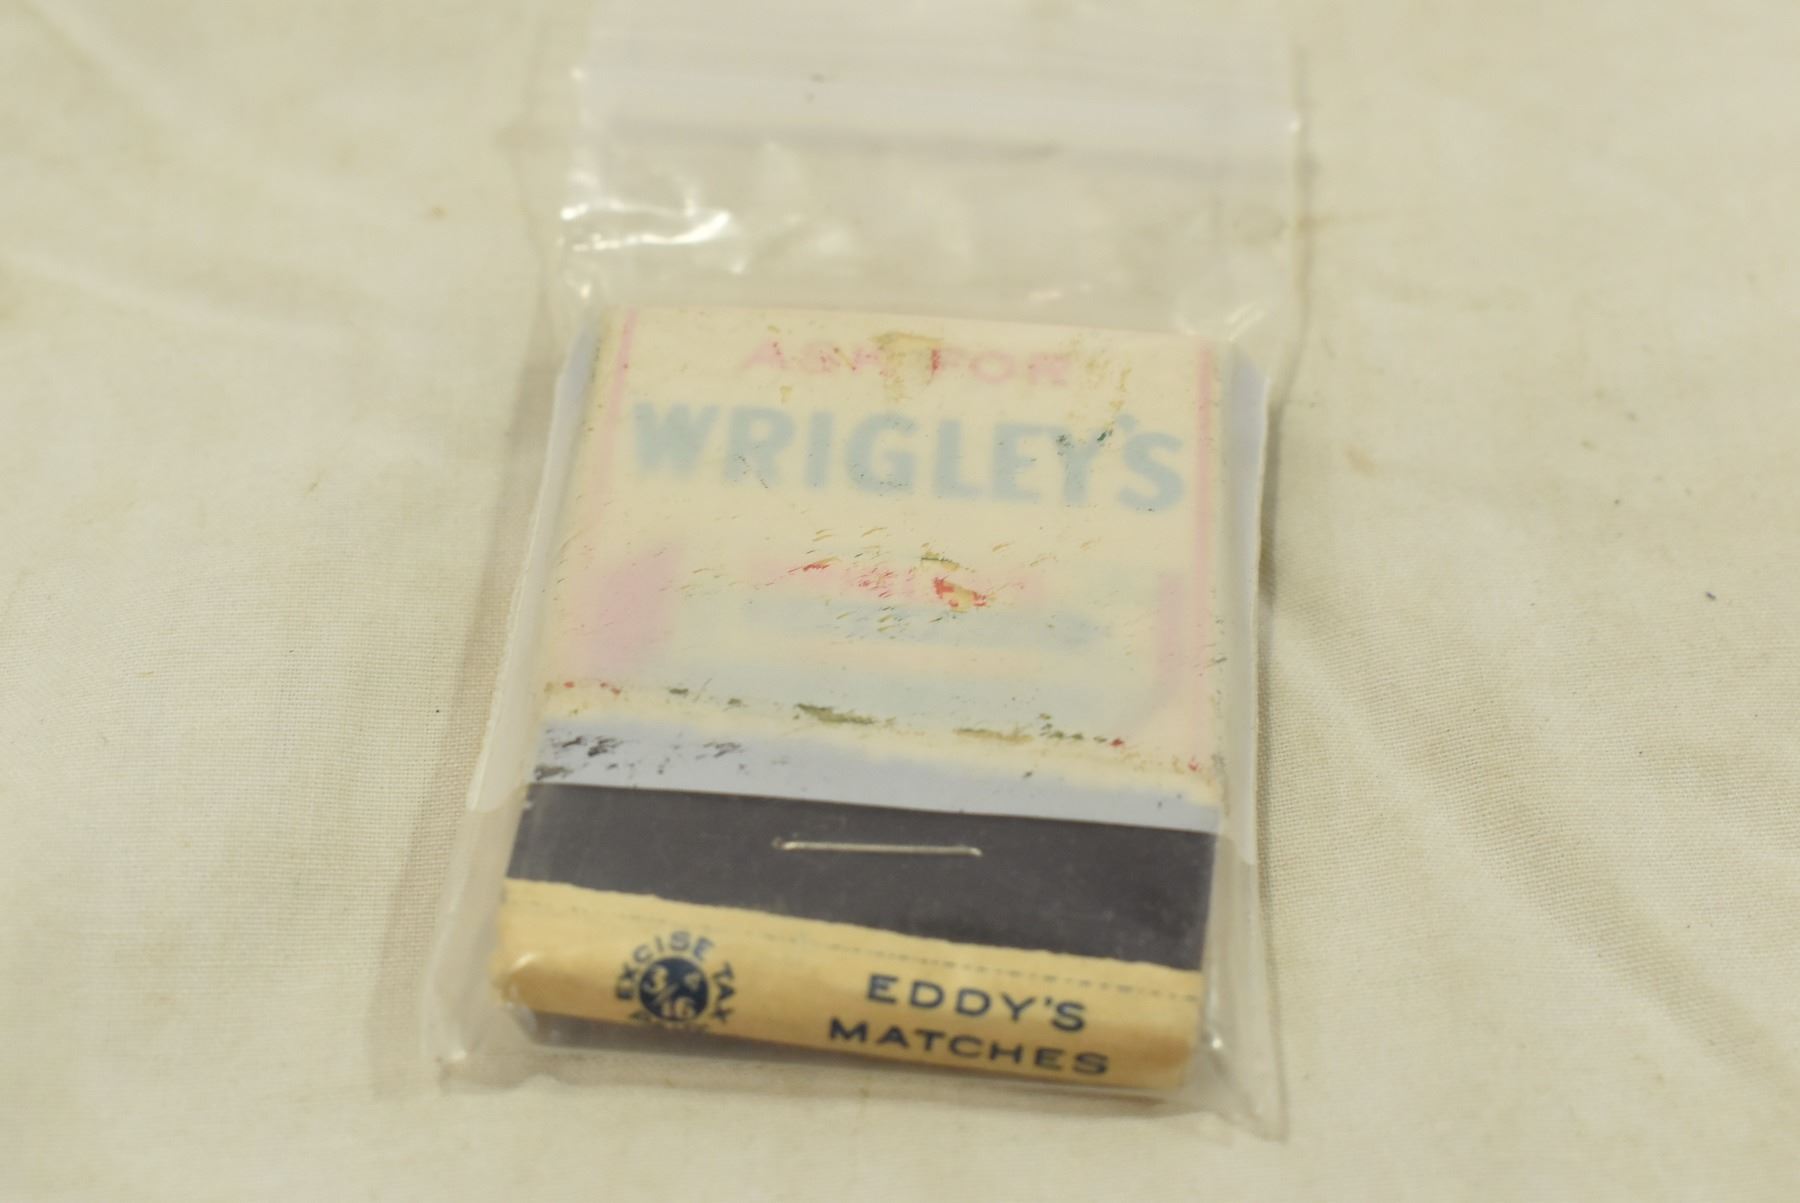 ASK FOR
WRIGLEY'S
EXCISE TAX
3/16
EDDY'S
MATCHES